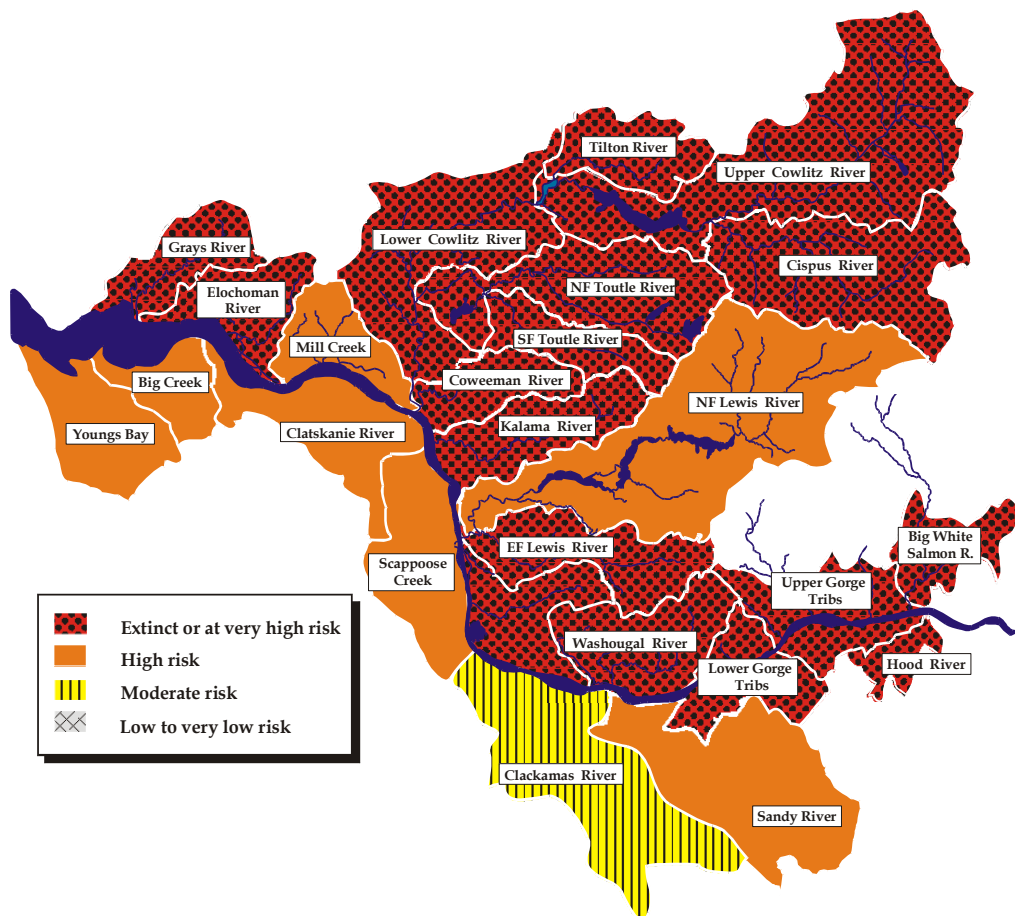 Tilton River
Upper Cowlitz River
Grays River
Lower Cowlitz River
Cispus River
Elochoman
River
NF Toutle River
SF Toutle River
Mill Creek
Big Creek
Coweeman River
NF Lewis River
Youngs Bay
Clatskanie River
Kalama River
Big White
Salmon R.
EF Lewis River
Scappoose
Creek
Upper Gorge
Tribs
Washougal River
Lower Gorge
Tribs
Hood River
Extinct or at very high risk
High risk
Moderate risk
Low to very low risk
Clackamas River
Sandy River